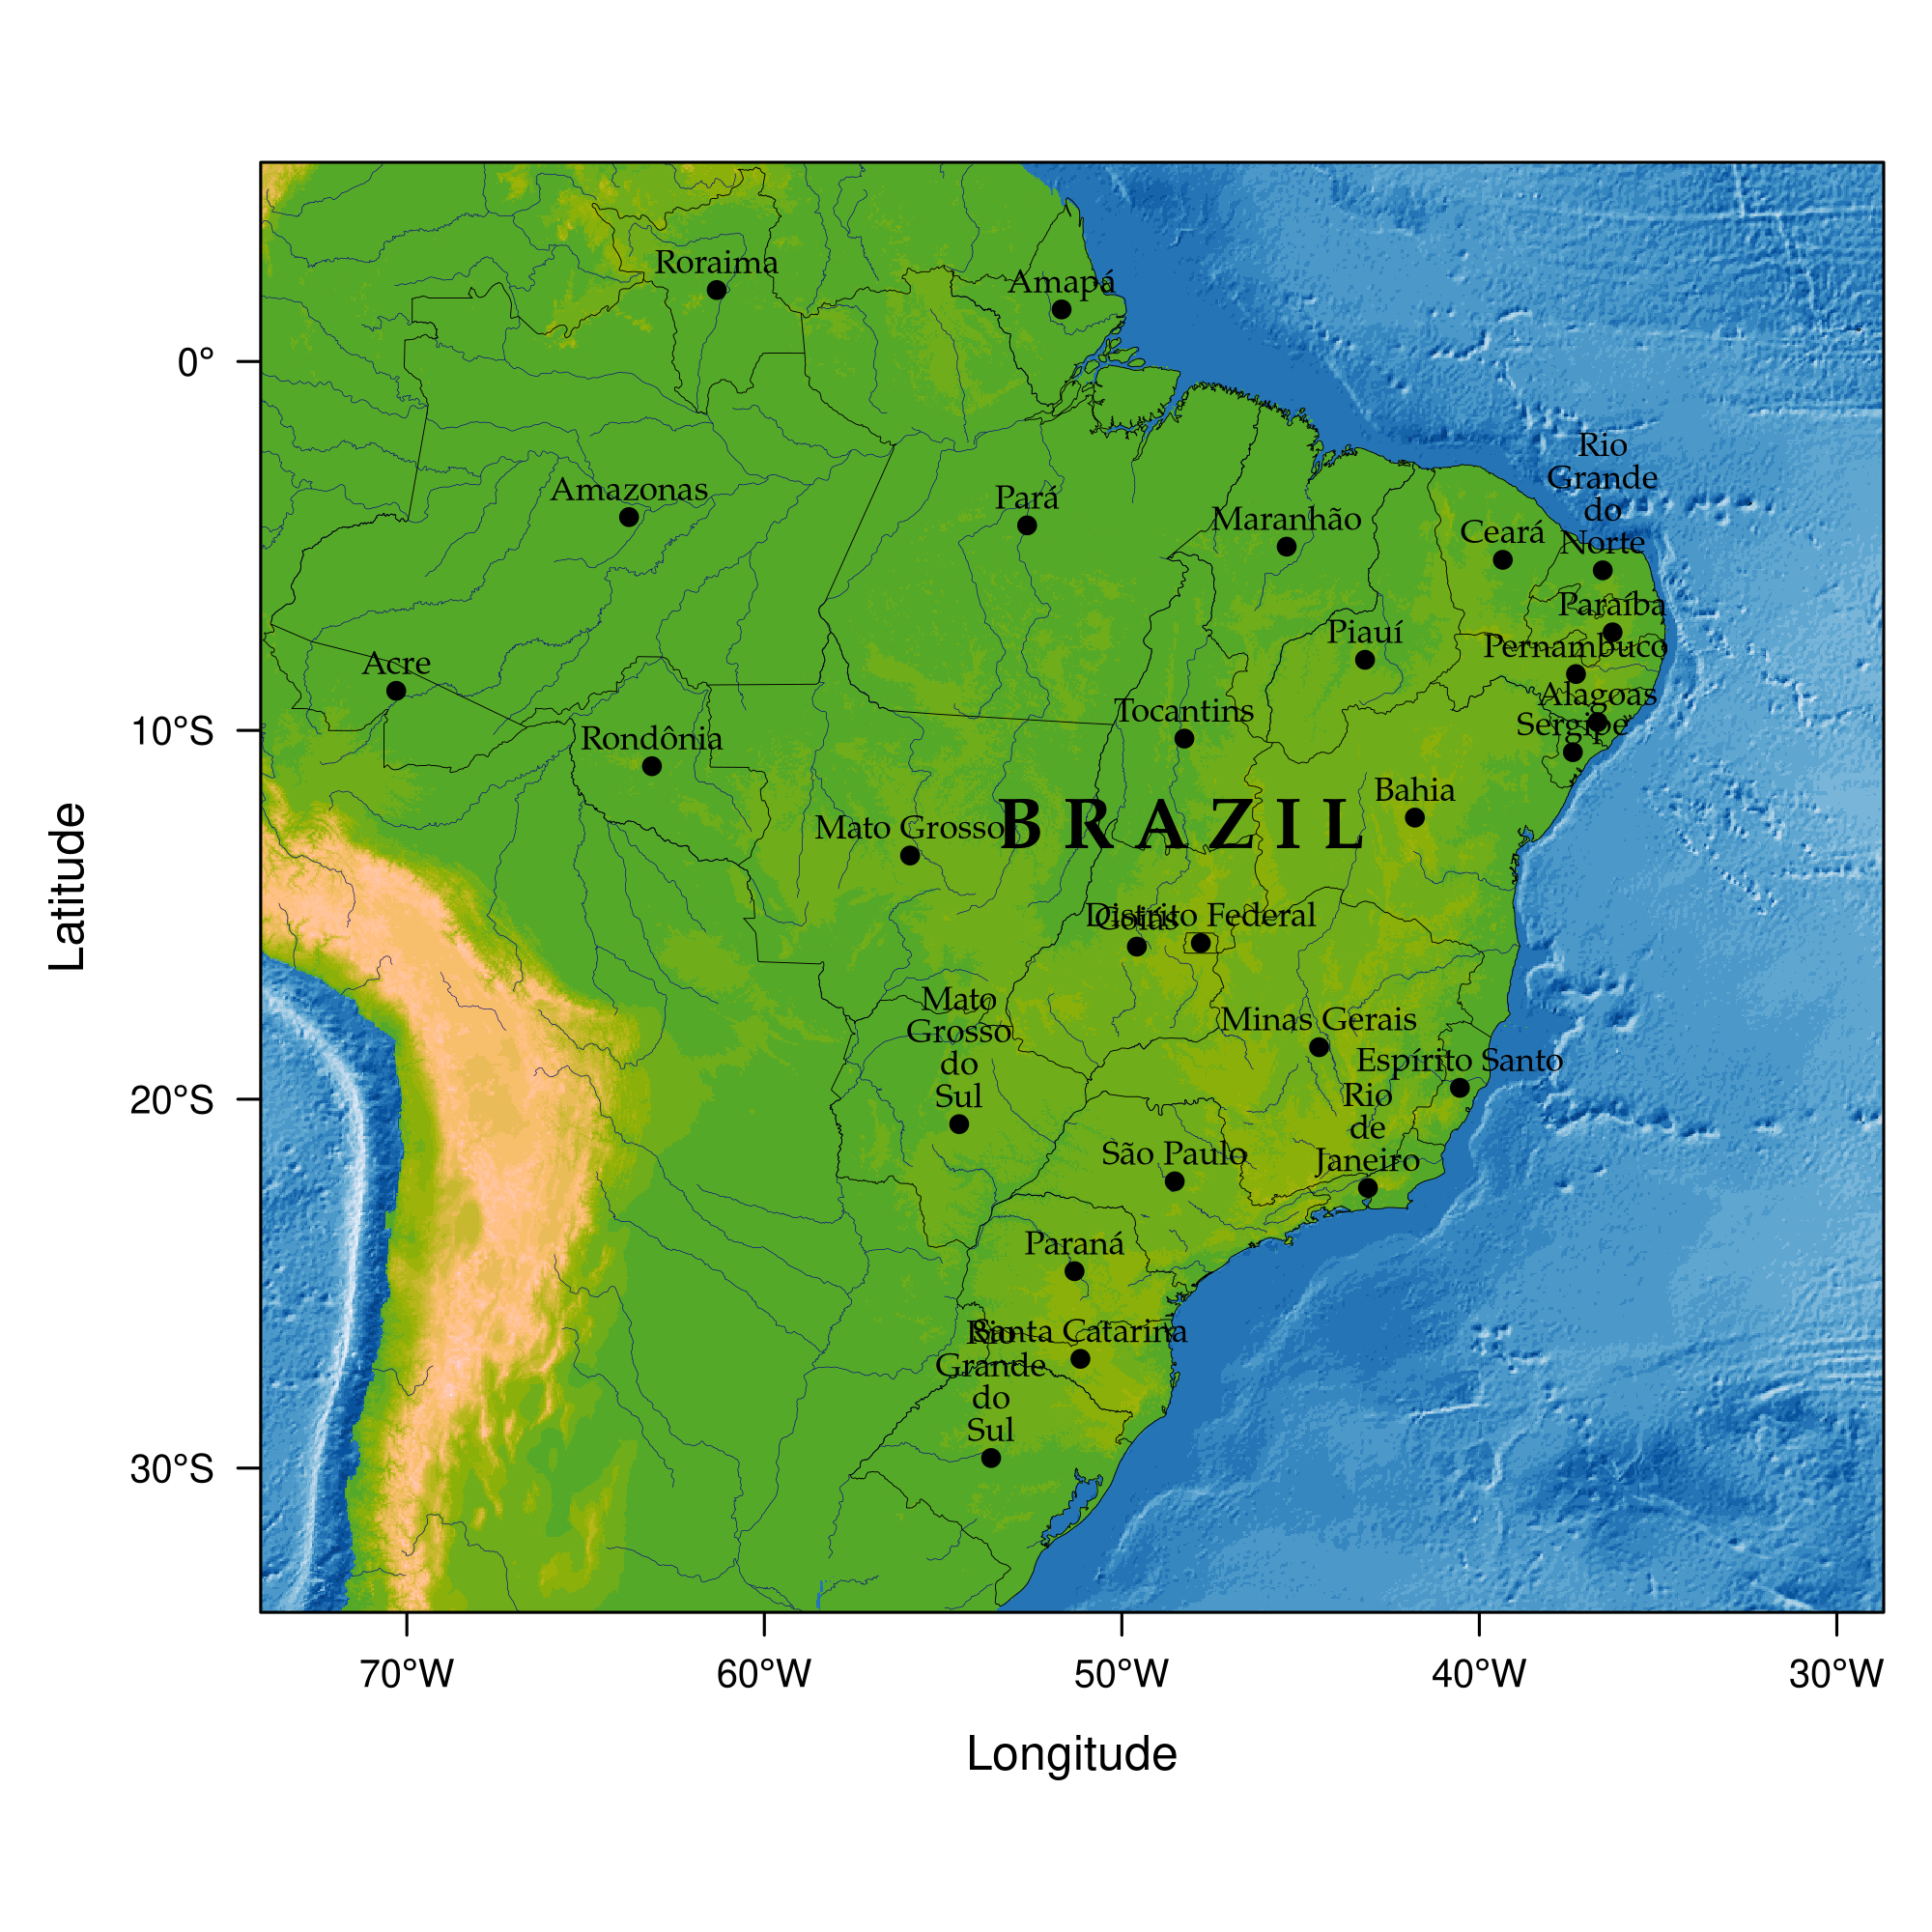 Roraima
Amapá
0°
Rio
Grande
do
Norte
Amazonas
Pará
Maranhão
Ceará
Paraíba
Piauí
Pernambuco
Acre
Alagoas
Tocantins
Sergipe
10°S
Rondônia
Bahia
Mato Grosso
BRAZIL
Distrito Federal
Goiás
Mato
Grosso
do
Sul
Minas Gerais
Espírito Santo
20°S
Rio
de
Janeiro
São Paulo
Paraná
Santa Catarina
Rio
Grande
do
Sul
30°S
Latitude
70°W
60°W
50°W
40°W
30°W
Longitude